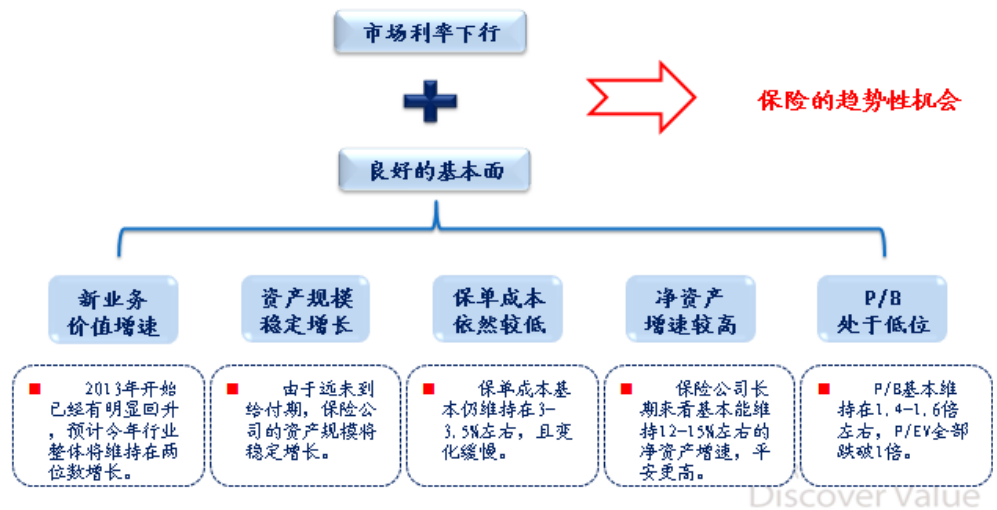 市场利率下行
保险的趋势性机会
良好的基本面
新业务
价值增速
资产规模
稳定增长
保单成本
依然较低
净资产
增速较高
P/B
处于低位
2013年开始
已经有明显回升
，预计今年行业
整体将维持在两
位数增长。
由于远未到
给付期，保险公
司的资产规模将
稳定增长。
保单成本基
本仍维持在3-
3.5%左右，且变
化缓慢。
保险公司长
期来看基本能维
持12-15%左右的
净资产增速，平
安更高。
P/B基本维
持在1.4-1.6倍
左右，P/EV全部
跌破1倍。
Discover Value